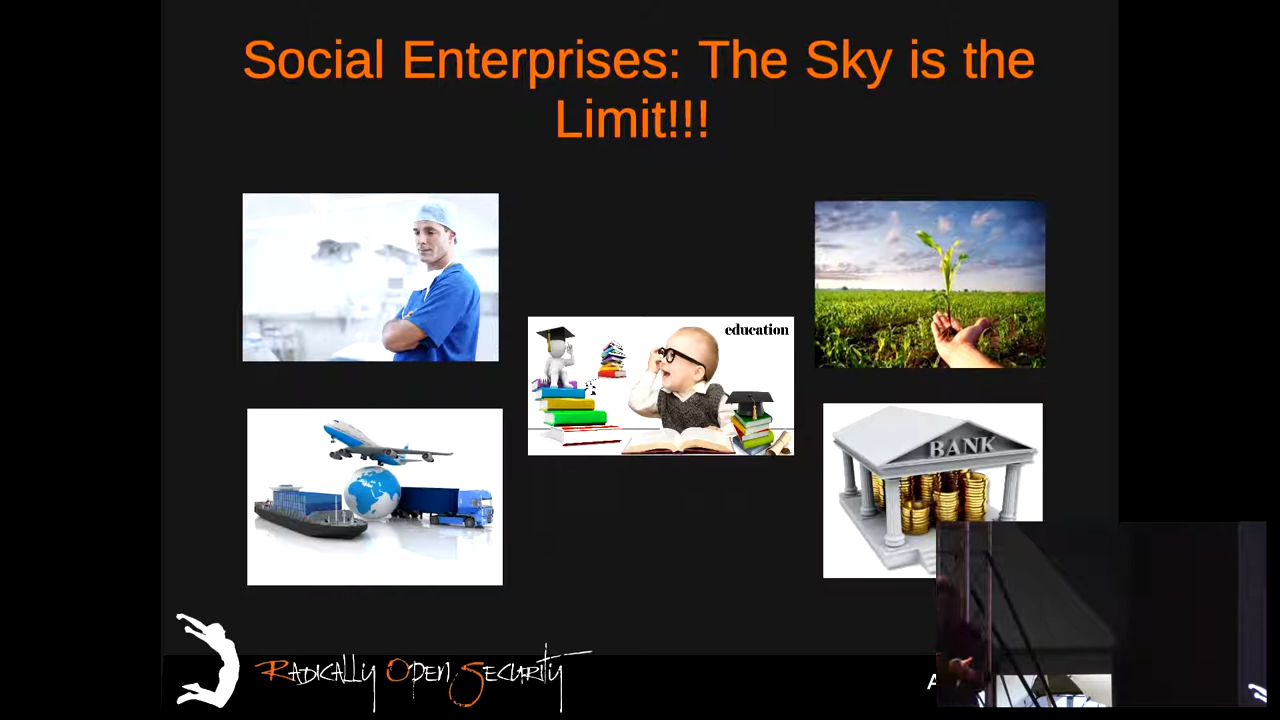 Social Enterprises: The Sky is the
Limit!!!
education
BANK
RADICALLY OPEN SECURITY
A